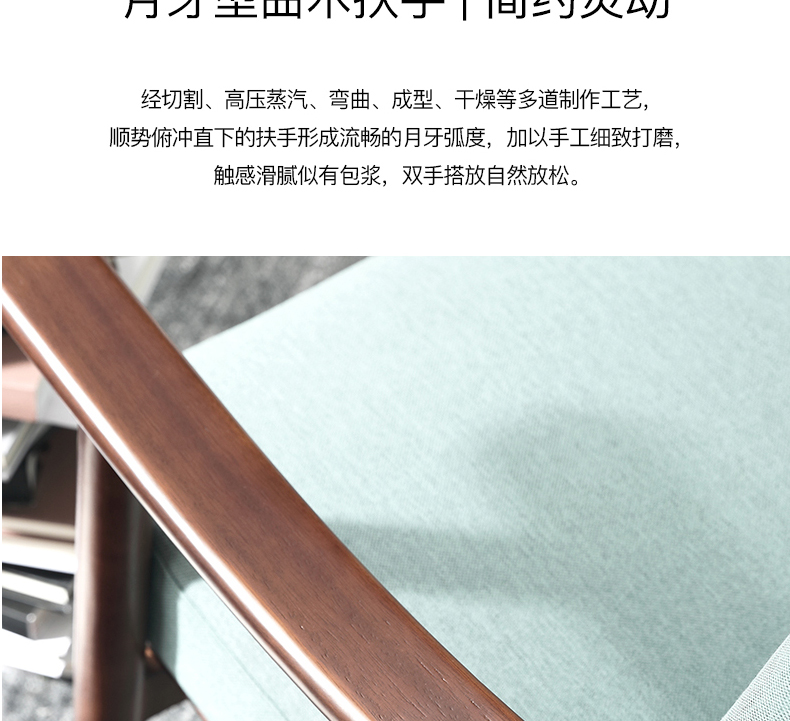 月牙型曲木扶手 | 简约灵动
经切割、高压蒸汽、弯曲、成型、干燥等多道制作工艺，
顺势俯冲直下的扶手形成流畅的月牙弧度，加以手工细致打磨，
触感滑腻似有包浆，双手搭放自然放松。